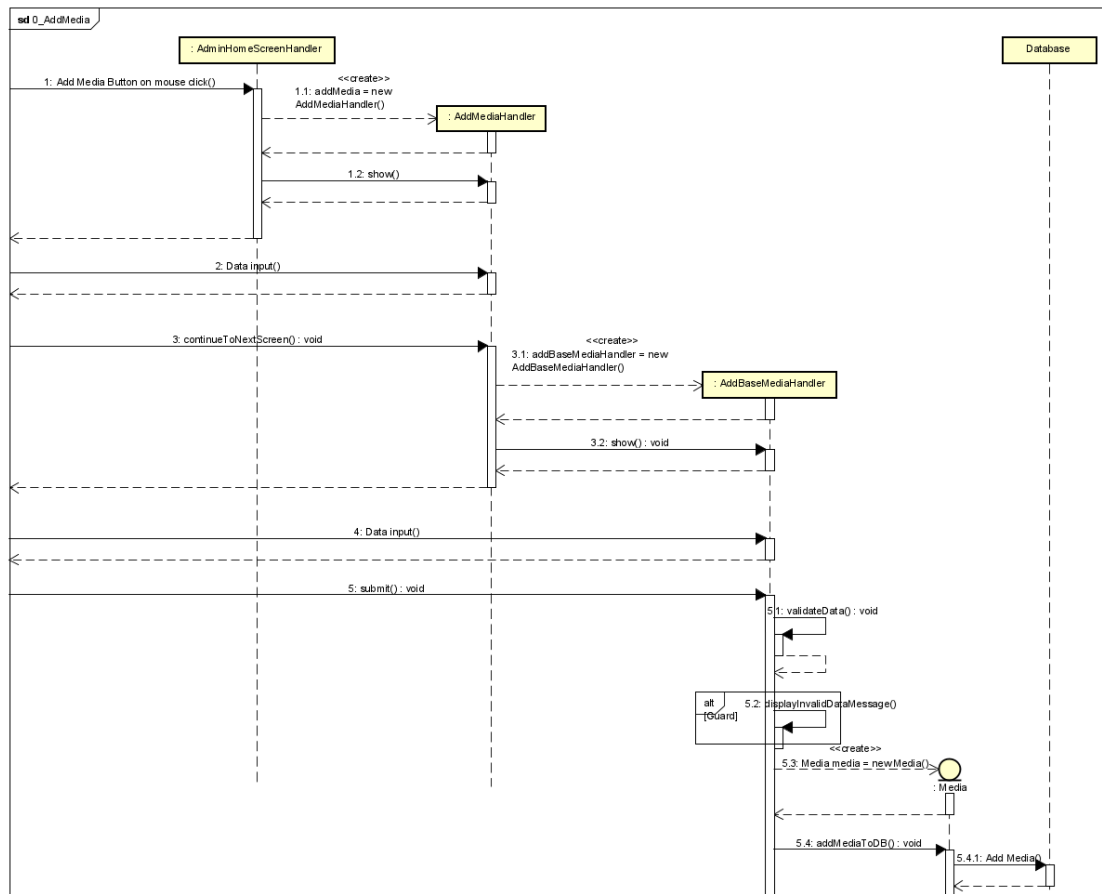 sd 0_AddMedia
: AdminHomeScreenHandler
Database
1: Add Media Button on mouse click()
<<create>>
1.1: addMedia = new
AddMediaHandler()
: AddMediaHandler
1.2: show()
2: Data input()
3: continueToNextScreen() : void
<<create>>
3.1: addBaseMediaHandler = new
AddBaseMediaHandler()
: AddBaseMediaHandler
3.2: show() : void
4: Data input()
5: submit() : void
5.1: validateData() : void
alt
[Guard]
5.2: displayInvalidDataMessage()
<<create>>
5.3: Media media = newMedia()
: Media
5.4: addMediaToDB() : void
5.4.1: Add Media()